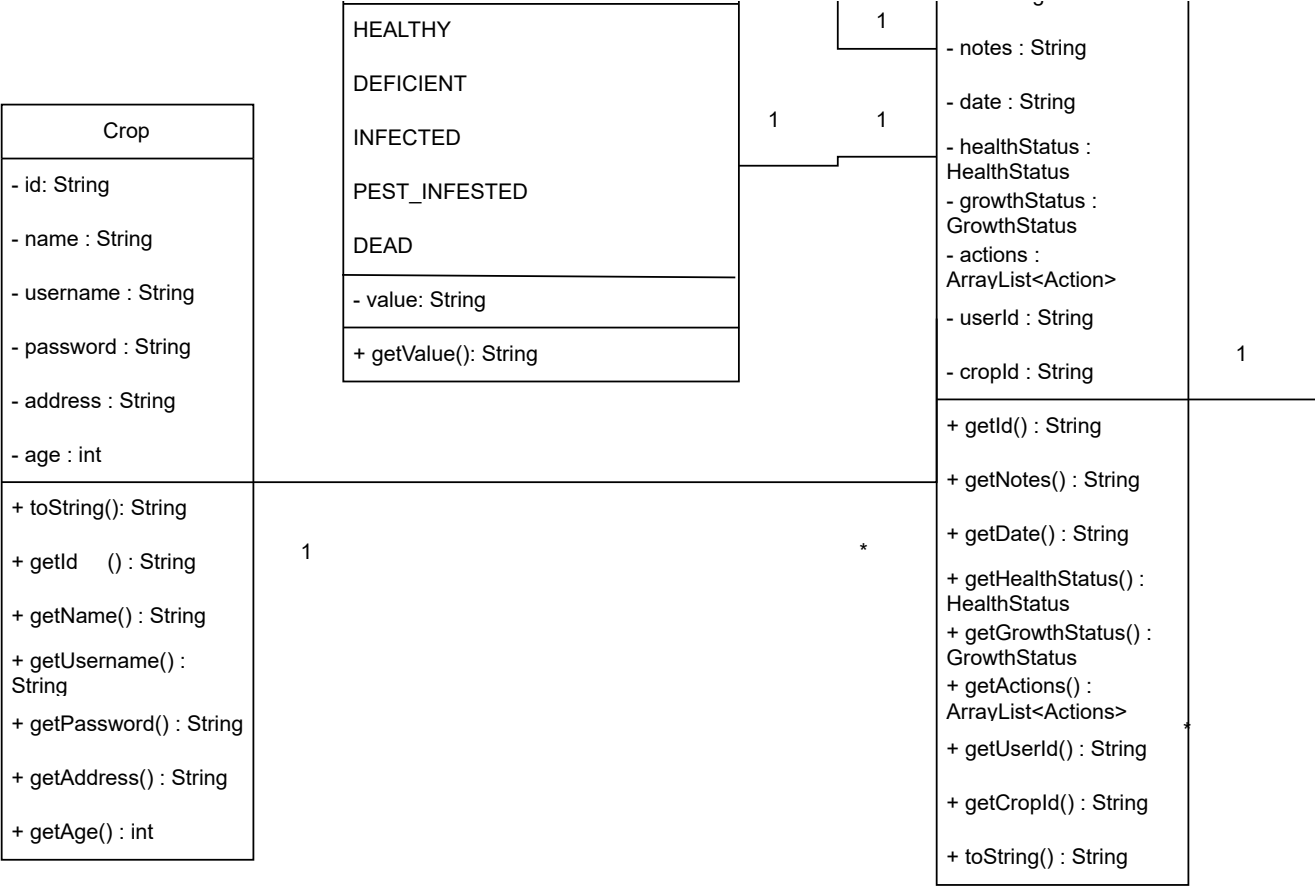 Crop
- id: String
- name : String
- username : String
- password : String
- address : String
- age : int
+ toString(): String
+ getId () : String
+ getName() : String
+ getUsername() :
String
+ getPassword() : String
+ getAddress() : String
+ getAge() : int
HEALTHY
DEFICIENT
INFECTED
PEST_INFESTED
DEAD
- value: String
+ getValue(): String
1
1
1
1
*
- notes : String
- date : String
- healthStatus :
HealthStatus
- growthStatus :
GrowthStatus
- actions :
ArrayList<Action>
- userId : String
- cropId : String
+ getId() : String
+ getNotes() : String
+ getDate() : String
+ getHealthStatus() :
HealthStatus
+ getGrowthStatus() :
GrowthStatus
+ getActions() :
ArrayList<Actions>
+ getUserId() : String
+ getCropId() : String
+ toString() : String
1
*